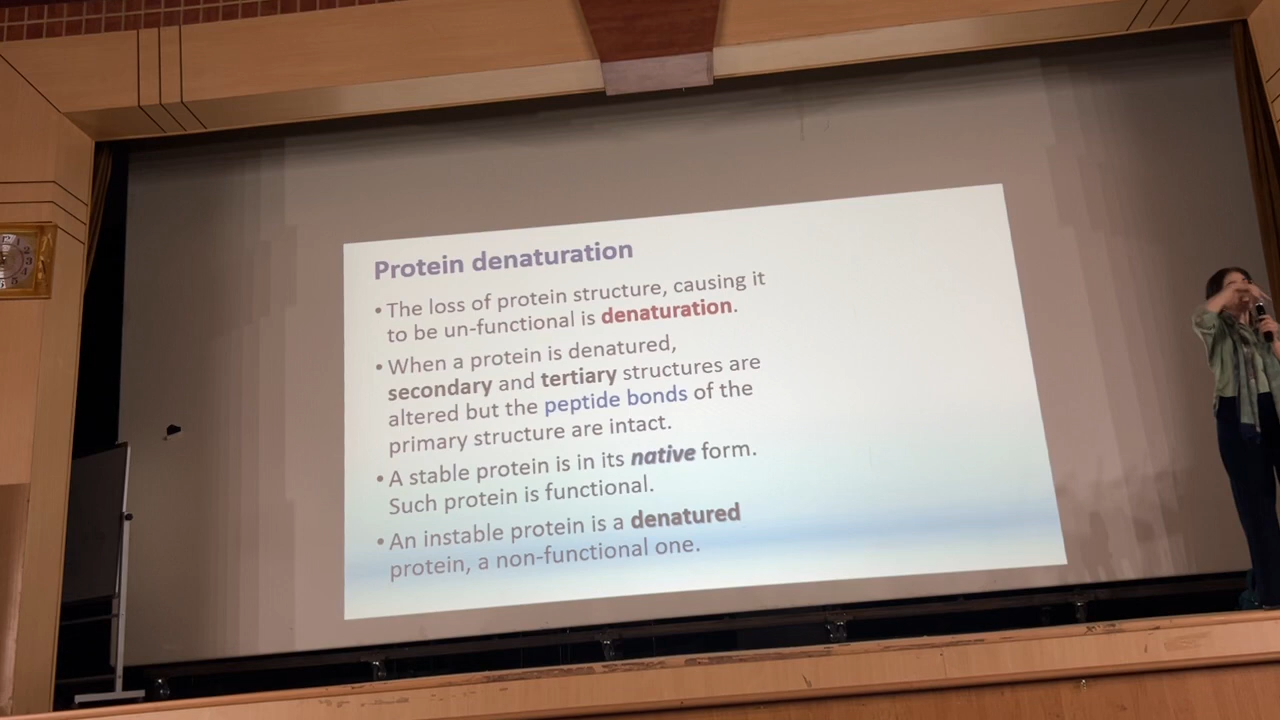 Protein denaturation
• The loss of protein structure, causing it
to be un-functional is denaturation.
• When a protein is denatured,
secondary and tertiary structures are
altered but the peptide bonds of the
primary structure are intact.
• A stable protein is in its native form.
Such protein is functional.
• An instable protein is a denatured
protein, a non-functional one.